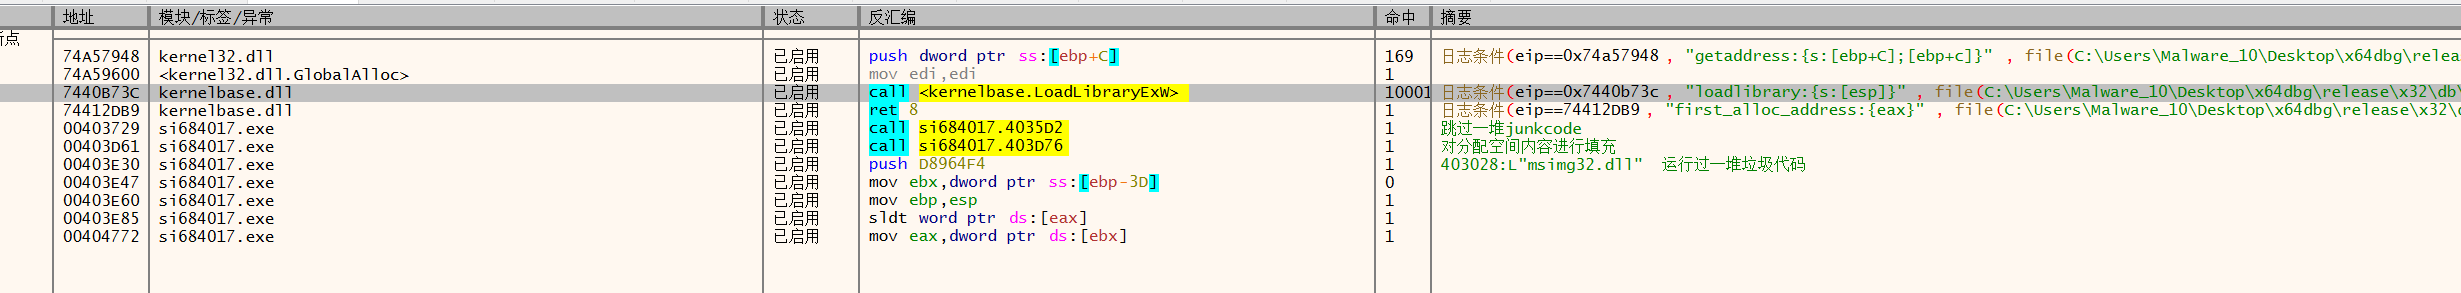 地址 模块/标签/异常 状态 反汇编 命中 摘要
点
74A57948 kernel32.dll 已启用 push dword ptr ss:[ebp+C] 169 日志条件(eip==0x74a57948 , "getaddress:{s:[ebp+C];[ebp+c]}" , file(C:\Users\Malware_10\Desktop\x64dbg\relea
74A59600 <kernel32.dll.GlobalAlloc> 已启用 mov edi,edi 1
7440B73C kernelbase.dll 已启用 call <kernelbase.LoadLibraryExW> 10001 日志条件(eip==0x7440b73c , "loadlibrary:{s:[esp]}" , file(C:\Users\Malware_10\Desktop\x64dbg\release\x32\db\
74412DB9 kernelbase.dll 已启用 ret 8 1 日志条件(eip==74412DB9 , "first_alloc_address:{eax}" , file(C:\Users\Malware_10\Desktop\x64dbg\release\x32\
00403729 si684017.exe 已启用 call si684017.4035D2 1 跳过一堆junkcode
00403D61 si684017.exe 已启用 call si684017.403D76 1 对分配空间内容进行填充
00403E30 si684017.exe 已启用 push D8964F4 1 403028:L"msimg32.dll" 运行过一堆垃圾代码
00403E47 si684017.exe 已启用 mov ebx,dword ptr ss:[ebp-3D] 0
00403E60 si684017.exe 已启用 mov ebp,esp 1
00403E85 si684017.exe 已启用 sldt word ptr ds:[eax] 1
00404772 si684017.exe 已启用 mov eax,dword ptr ds:[ebx] 1